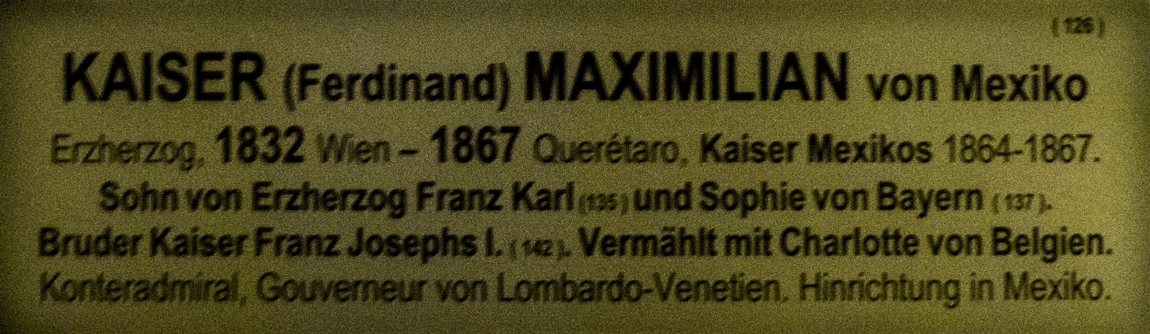 ( 126 )
KAISER (Ferdinand) MAXIMILIAN von Mexiko
Erzherzog, 1832 Wien – 1867 Querétaro, Kaiser Mexikos 1864-1867.
Sohn von Erzherzog Franz Karl (135) und Sophie von Bayern ( 137 ).
Bruder Kaiser Franz Josephs I. ( 142 ). Vermählt mit Charlotte von Belgien.
Konteradmiral, Gouverneur von Lombardo-Venetien. Hinrichtung in Mexiko.